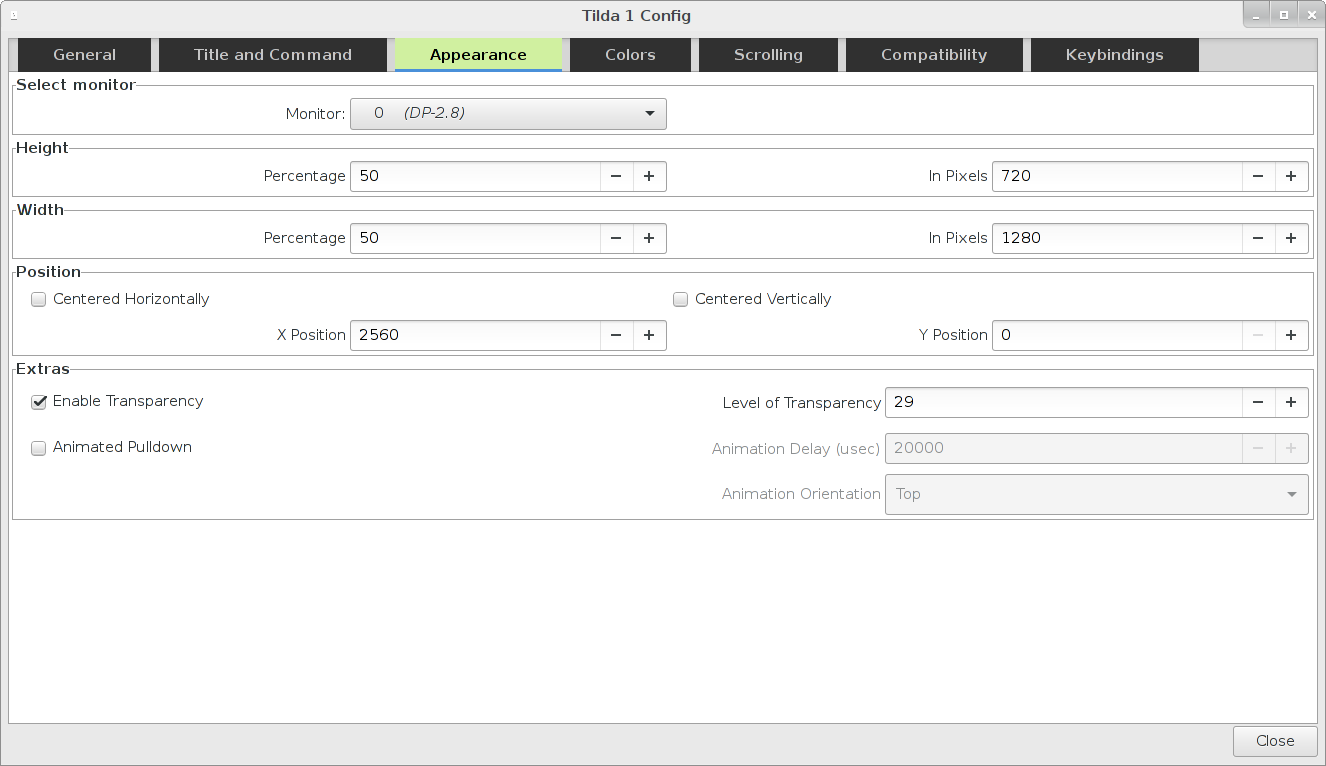 Tilda 1 Config
General Title and Command Appearance Colors Scrolling Compatibility Keybindings
Select monitor
Monitor: 0 (DP-2.8)
Height
Percentage 50 In Pixels 720
Width
Percentage 50 In Pixels 1280
Position
Centered Horizontally Centered Vertically
X Position 2560 Y Position 0
Extras
Enable Transparency Level of Transparency 29
Animated Pulldown Animation Delay (usec) 20000
Animation Orientation Top
Close